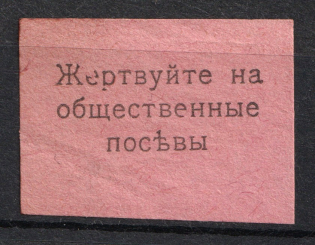 Жертвуйте на
общественные
посѣвы